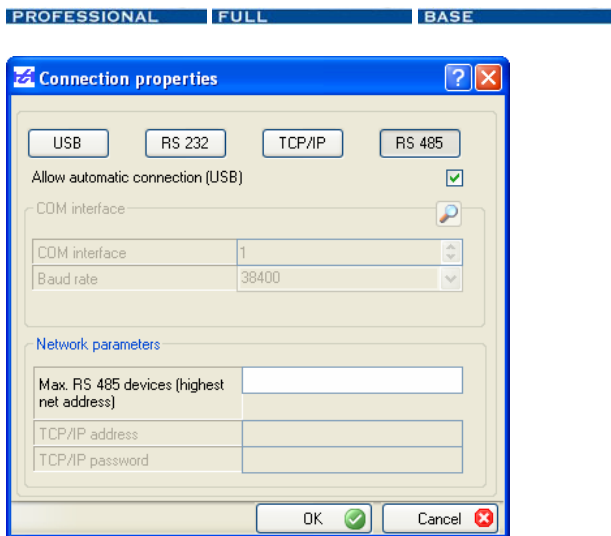 PROFESSIONAL FULL BASE
Connection properties
USB RS 232 TCP/IP RS 485
Allow automatic connection (USB)
COM interface
COM interface 1
Baud rate 38400
Network parameters
Max. RS 485 devices (highest
net address)
TCP/IP address
TCP/IP password
OK Cancel